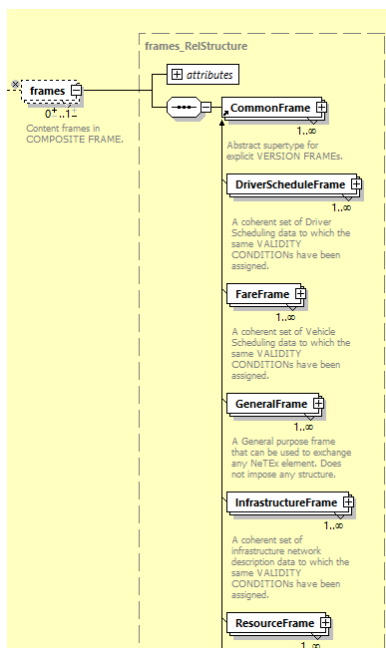 frames_RelStructure
attributes
frames
0..1
Content frames in
COMPOSITE FRAME.
CommonFrame
1..∞
Abstract supertype for
explicit VERSION FRAMEs.
DriverScheduleFrame
1..∞
A coherent set of Driver
Scheduling data to which the
same VALIDITY
CONDITIONs have been
assigned.
FareFrame
1..∞
A coherent set of Vehicle
Scheduling data to which the
same VALIDITY
CONDITIONs have been
assigned.
GeneralFrame
1..∞
A General purpose frame
that can be used to exchange
any NeTEx element. Does
not impose any structure.
InfrastructureFrame
1..∞
A coherent set of
infrastructure network
description data to which the
same VALIDITY
CONDITIONs have been
assigned.
ResourceFrame
1..∞